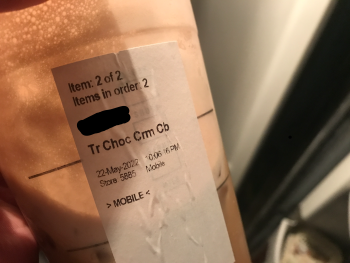 Item: 2 of 2
Items in order: 2
Tr Choc Crm Cb
22-May-2022 10:06:16 PM
Store 5885 Mobile
> MOBILE <